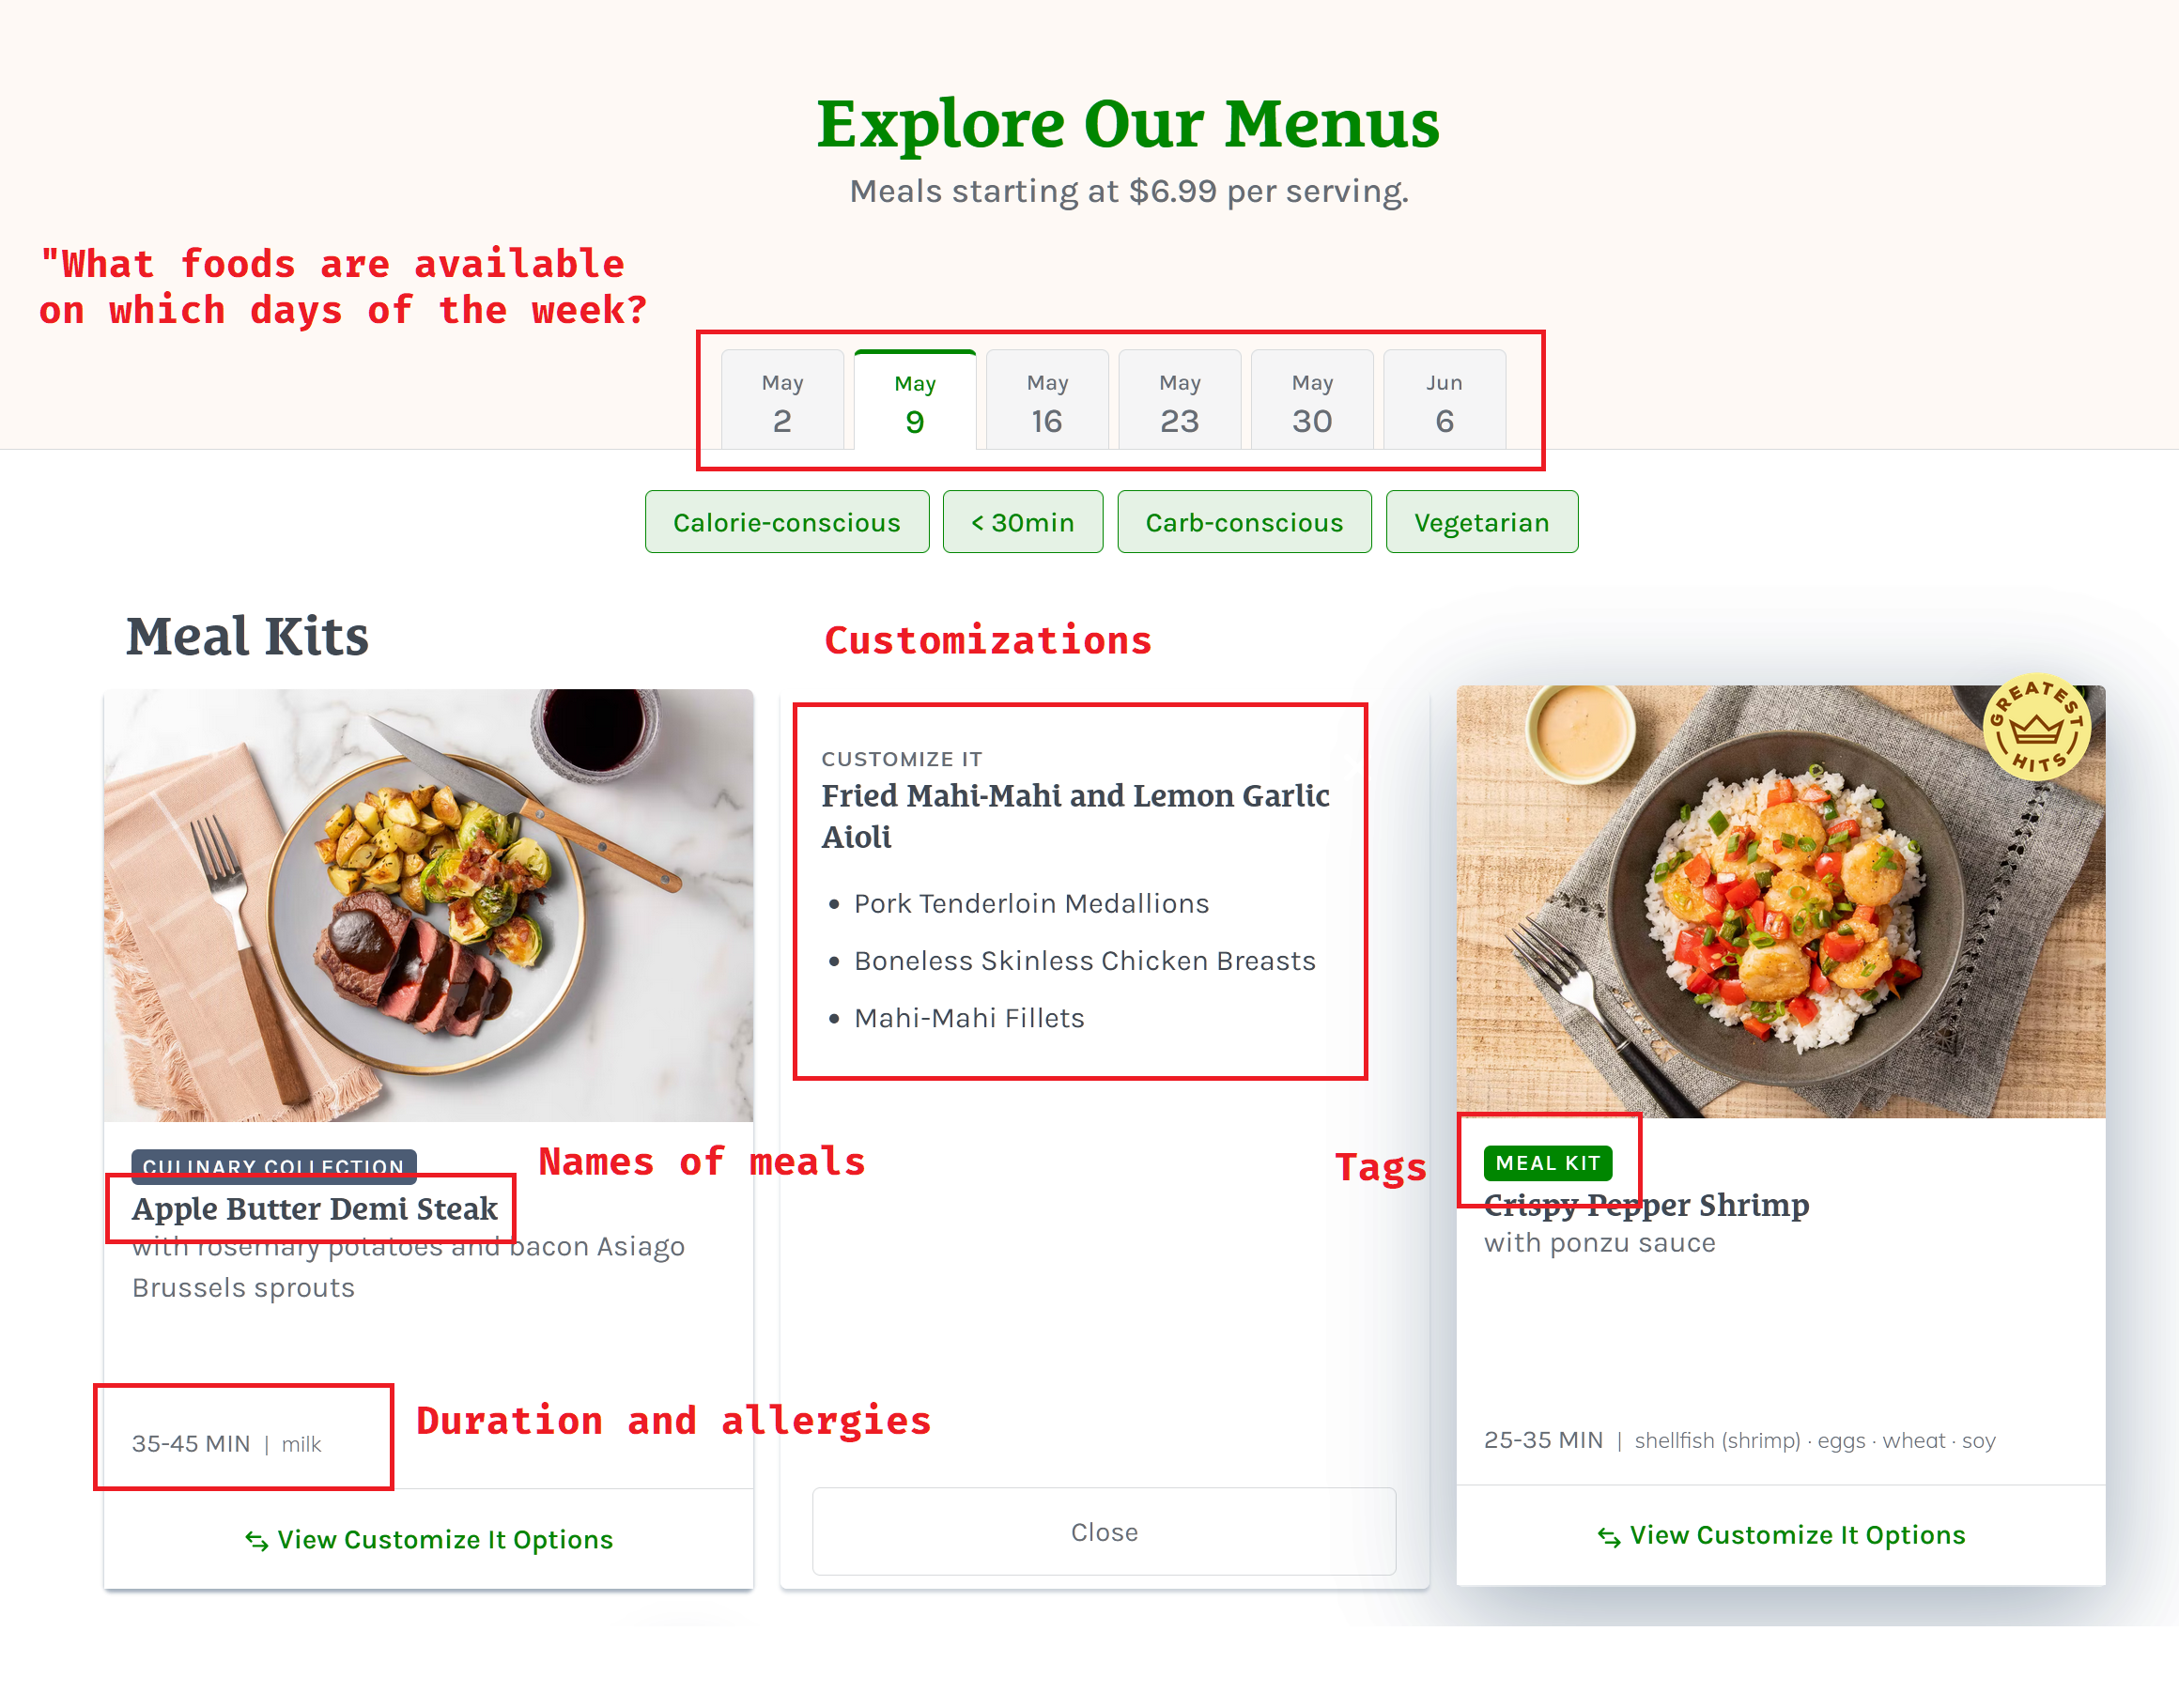 Explore Our Menus
Meals starting at $6.99 per serving.
"What foods are available
on which days of the week?
May
2
May
9
May
16
May
23
May
30
Jun
6
Calorie-conscious
< 30min
Carb-conscious
Vegetarian
Meal Kits
Customizations
CUSTOMIZE IT
Fried Mahi-Mahi and Lemon Garlic
Aioli
• Pork Tenderloin Medallions
• Boneless Skinless Chicken Breasts
• Mahi-Mahi Fillets
GREATEST
HITS
CULINARY COLLECTION
Names of meals
Apple Butter Demi Steak
with rosemary potatoes and bacon Asiago
Brussels sprouts
Tags
MEAL KIT
Crispy Pepper Shrimp
with ponzu sauce
Duration and allergies
35-45 MIN | milk
25-35 MIN | shellfish (shrimp) · eggs · wheat · soy
View Customize It Options
Close
View Customize It Options